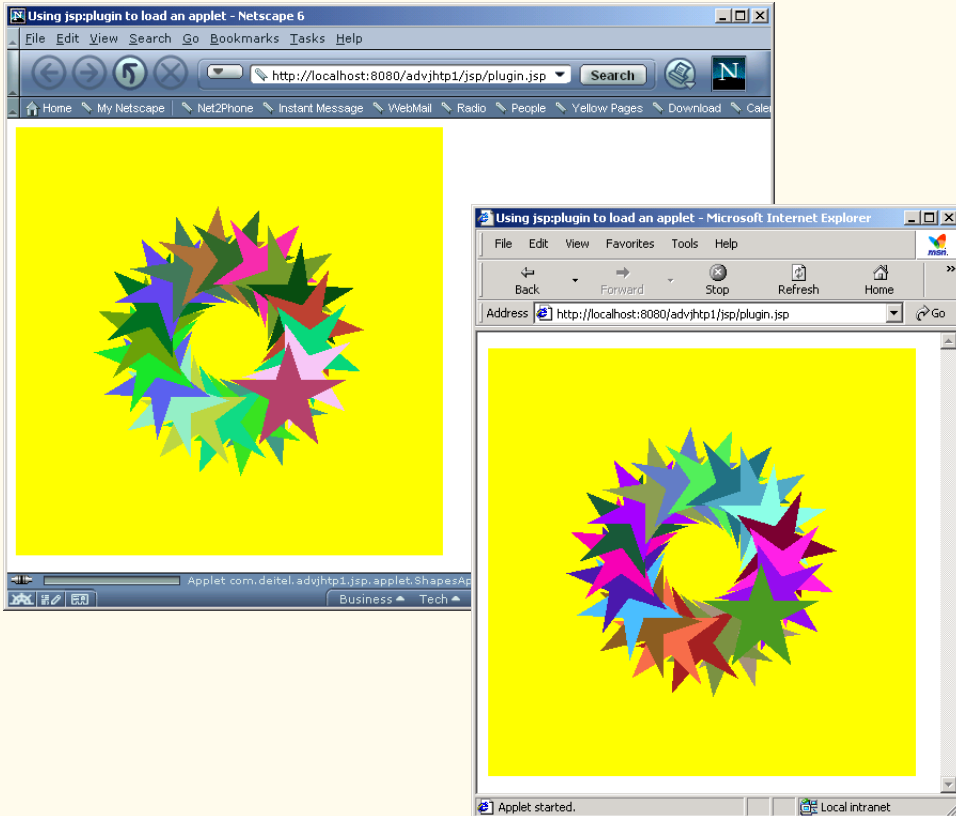 Using jsp:plugin to load an applet - Netscape 6
File Edit View Search Go Bookmarks Tasks Help
http://localhost:8080/advjhtp1/jsp/plugin.jsp Search N
Home My Netscape Net2Phone Instant Message WebMail Radio People Yellow Pages Download Caler
Applet com.deitel.advjhtp1.jsp.applet.ShapesAp
Business Tech
Using jsp:plugin to load an applet - Microsoft Internet Explorer
File Edit View Favorites Tools Help
msn.
Back Forward Stop Refresh Home »
Address http://localhost:8080/advjhtp1/jsp/plugin.jsp Go
Applet started. Local intranet